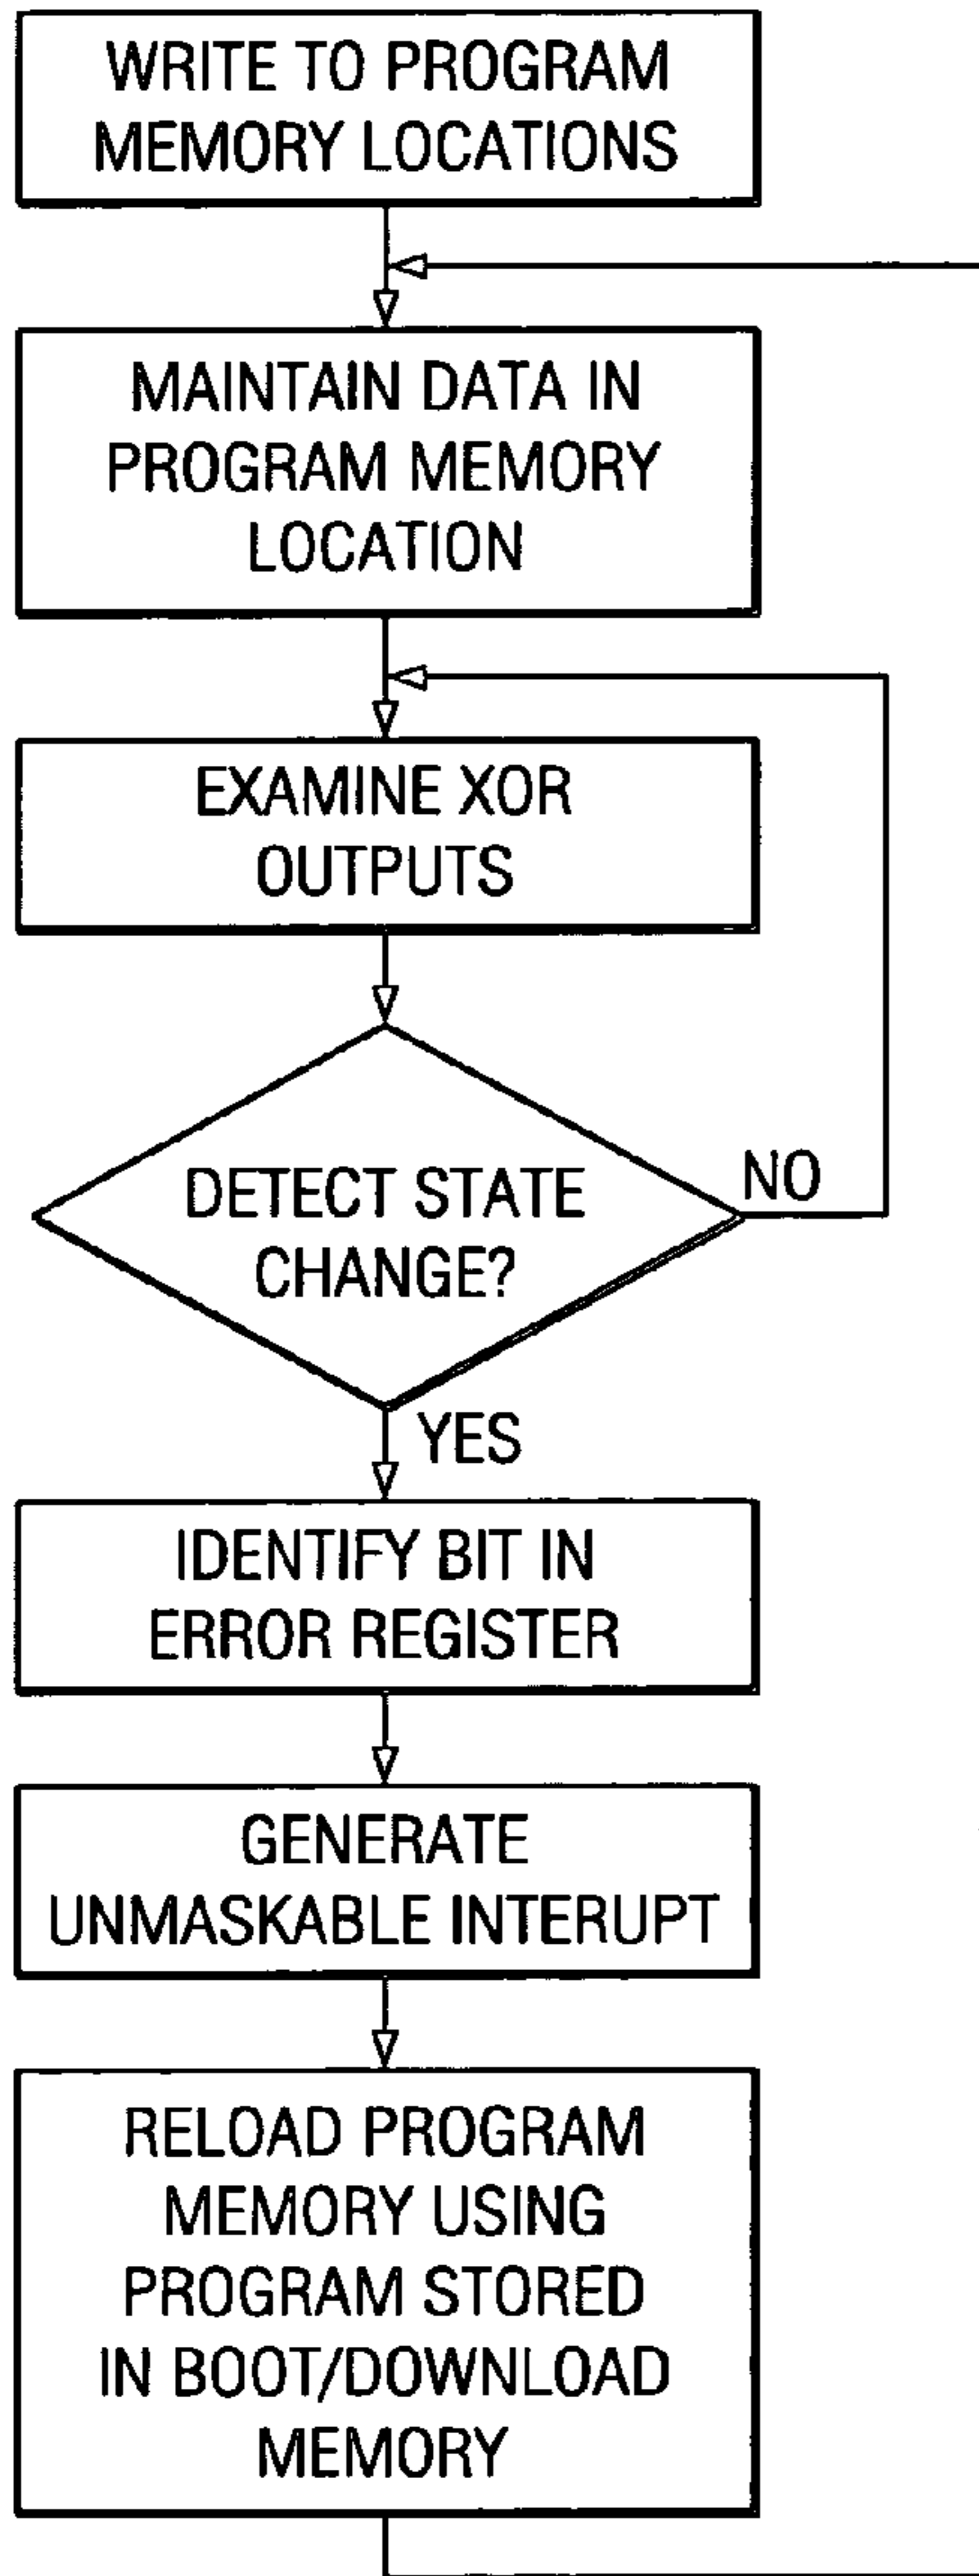 WRITE TO PROGRAM
MEMORY LOCATIONS
MAINTAIN DATA IN
PROGRAM MEMORY
LOCATION
EXAMINE XOR
OUTPUTS
DETECT STATE
CHANGE?
NO
YES
IDENTIFY BIT IN
ERROR REGISTER
GENERATE
UNMASKABLE INTERUPT
RELOAD PROGRAM
MEMORY USING
PROGRAM STORED
IN BOOT/DOWNLOAD
MEMORY